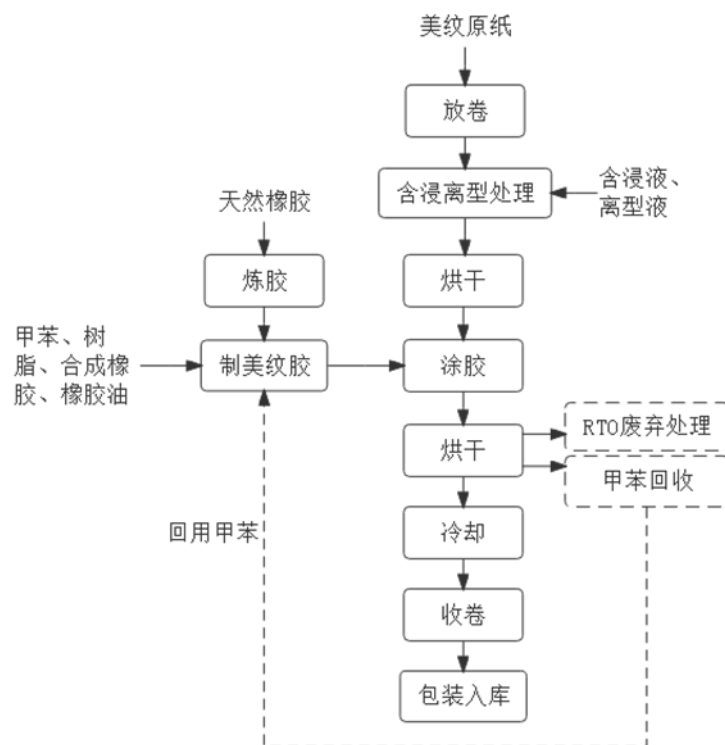 美纹原纸
放卷
含浸离型处理
含浸液、
离型液
天然橡胶
炼胶
烘干
甲苯、树
脂、合成橡
胶、橡胶油
制美纹胶
涂胶
烘干
RTO废弃处理
甲苯回收
回用甲苯
冷却
收卷
包装入库